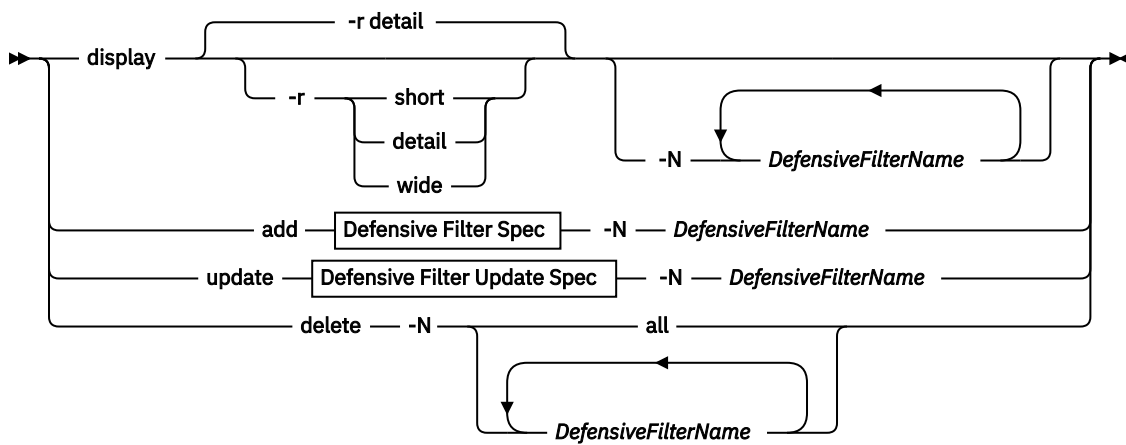 -r detail
display
-r short
detail
wide
-N DefensiveFilterName
add Defensive Filter Spec -N DefensiveFilterName
update Defensive Filter Update Spec -N DefensiveFilterName
delete -N all
DefensiveFilterName